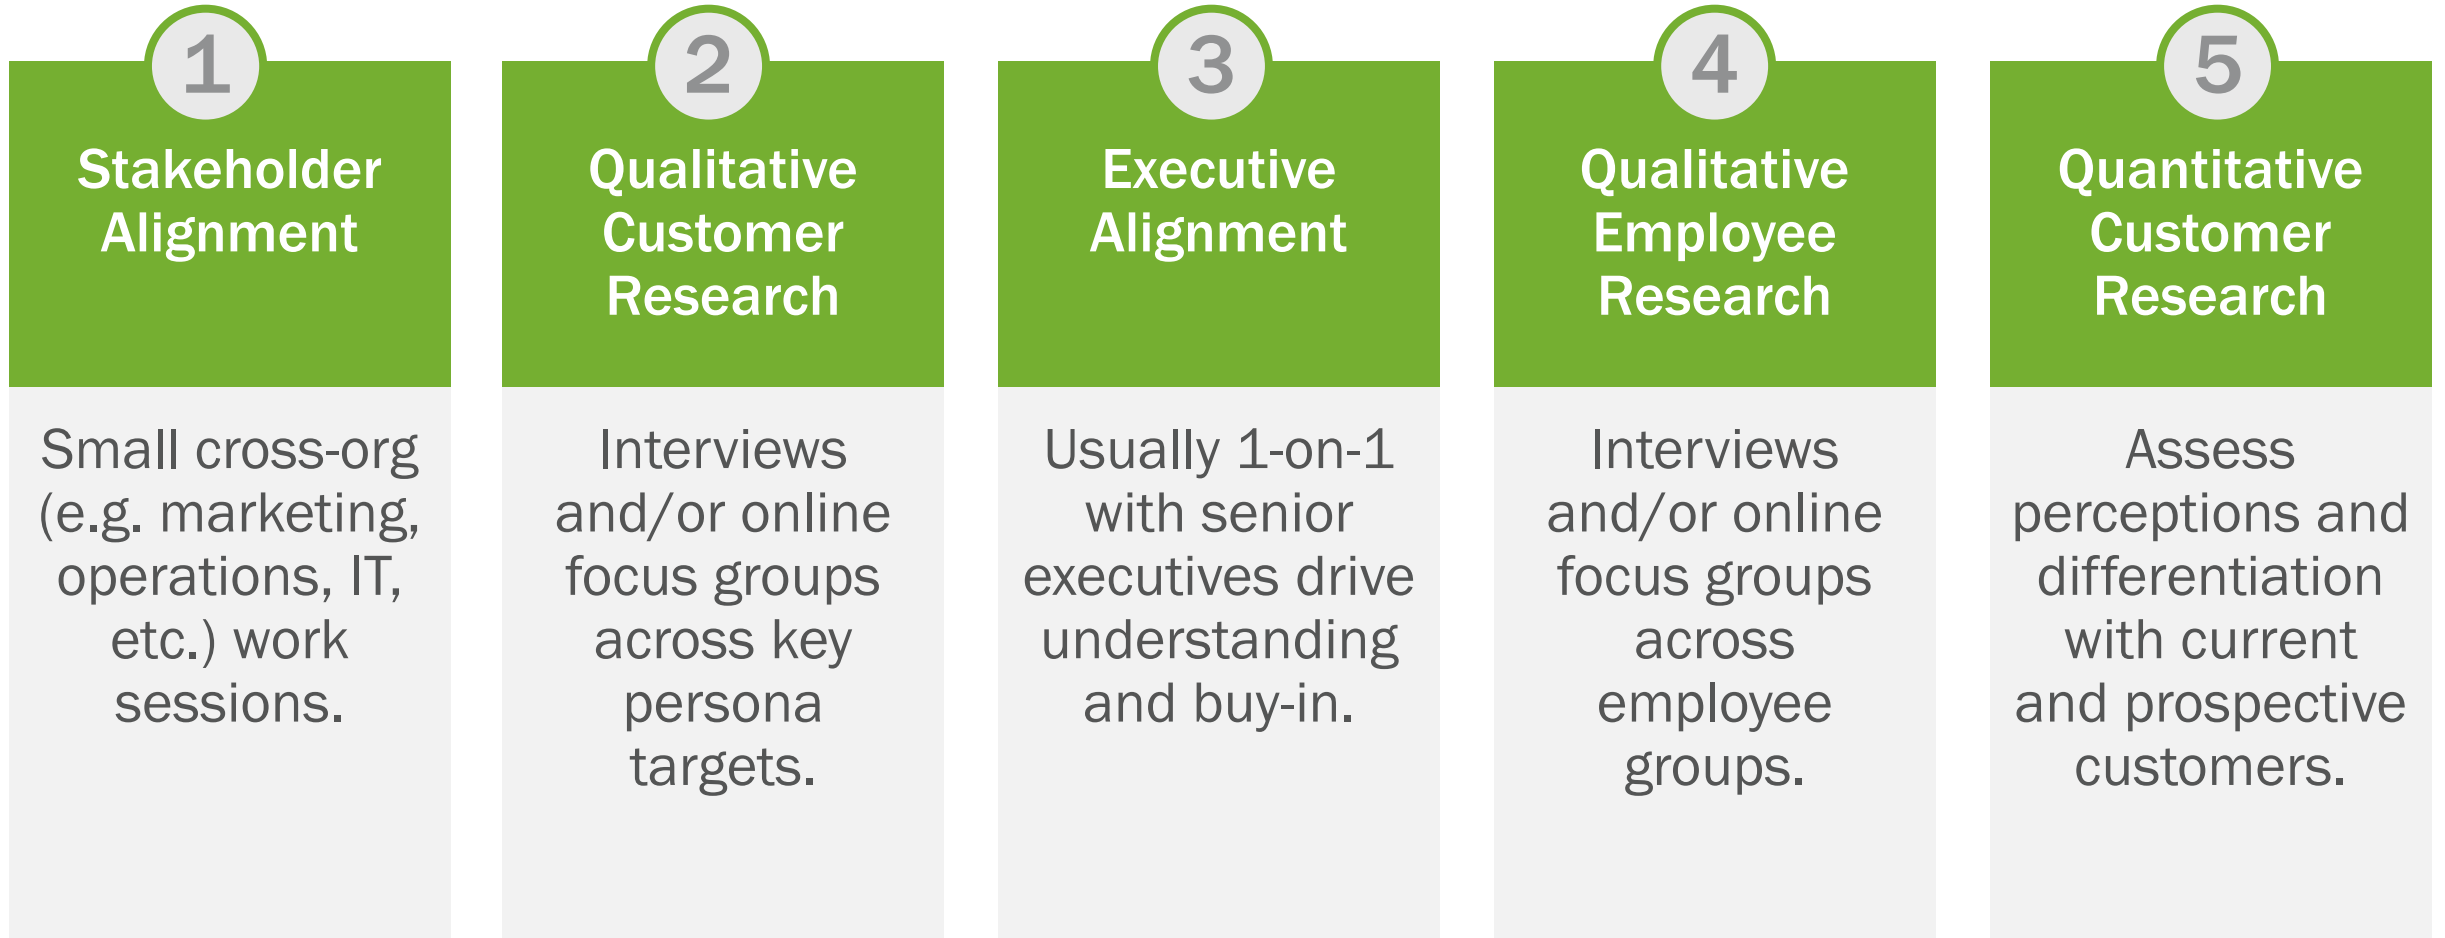 1
Stakeholder
Alignment
Small cross-org
(e.g. marketing,
operations, IT,
etc.) work
sessions.
2
Qualitative
Customer
Research
Interviews
and/or online
focus groups
across key
persona
targets.
3
Executive
Alignment
Usually 1-on-1
with senior
executives drive
understanding
and buy-in.
4
Qualitative
Employee
Research
Interviews
and/or online
focus groups
across
employee
groups.
5
Quantitative
Customer
Research
Assess
perceptions and
differentiation
with current
and prospective
customers.